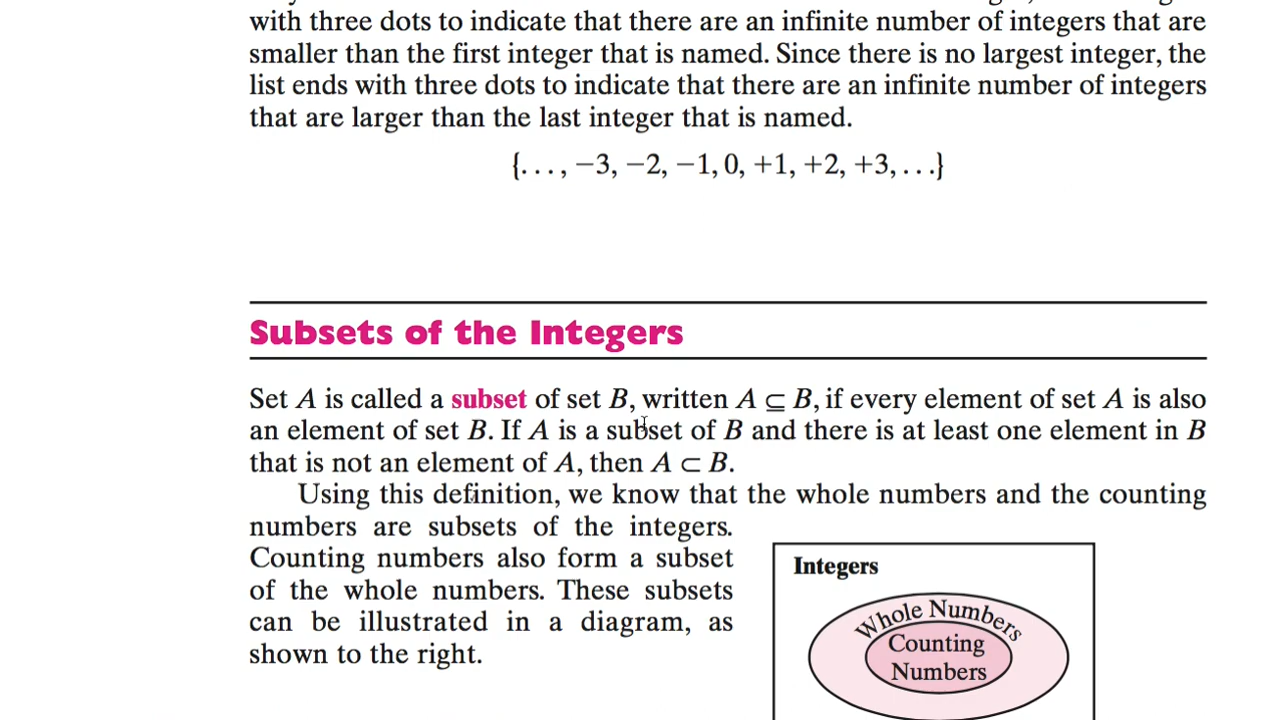 with three dots to indicate that there are an infinite number of integers that are
smaller than the first integer that is named. Since there is no largest integer, the
list ends with three dots to indicate that there are an infinite number of integers
that are larger than the last integer that is named.
{. . . , −3, −2, −1, 0, +1, +2, +3, . . .}
Subsets of the Integers
Set A is called a subset of set B, written A ⊆ B, if every element of set A is also
an element of set B. If A is a subset of B and there is at least one element in B
that is not an element of A, then A ⊂ B.
Using this definition, we know that the whole numbers and the counting
numbers are subsets of the integers.
Counting numbers also form a subset
of the whole numbers. These subsets
can be illustrated in a diagram, as
shown to the right.
Integers
Whole Numbers
Counting
Numbers